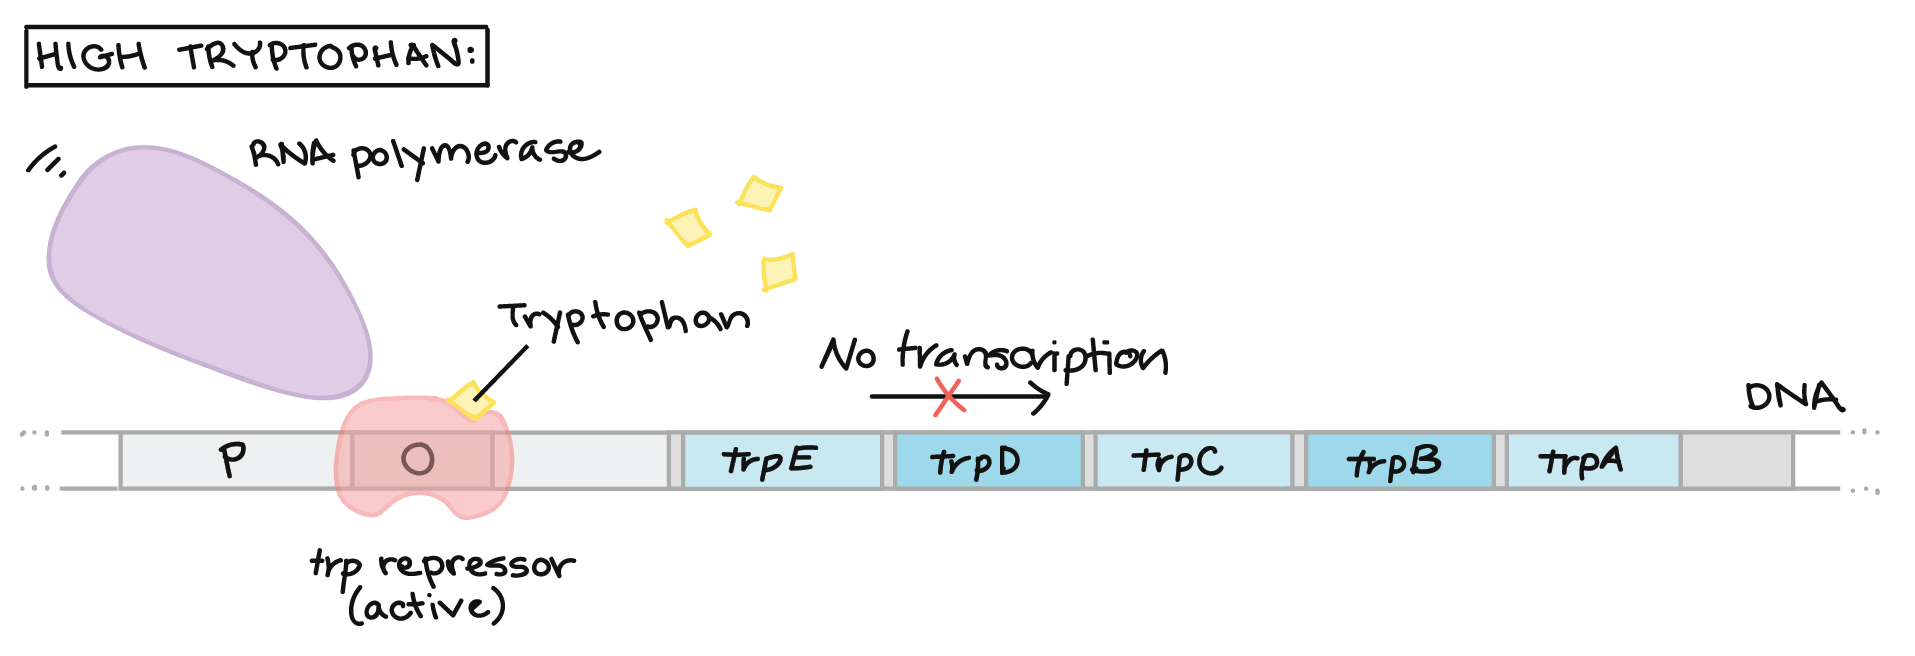 HIGH TRYPTOPHAN:
RNA polymerase
Tryptophan
No transcription
DNA
P
O
trpE
trpD
trpC
trpB
trpA
trp repressor
(active)